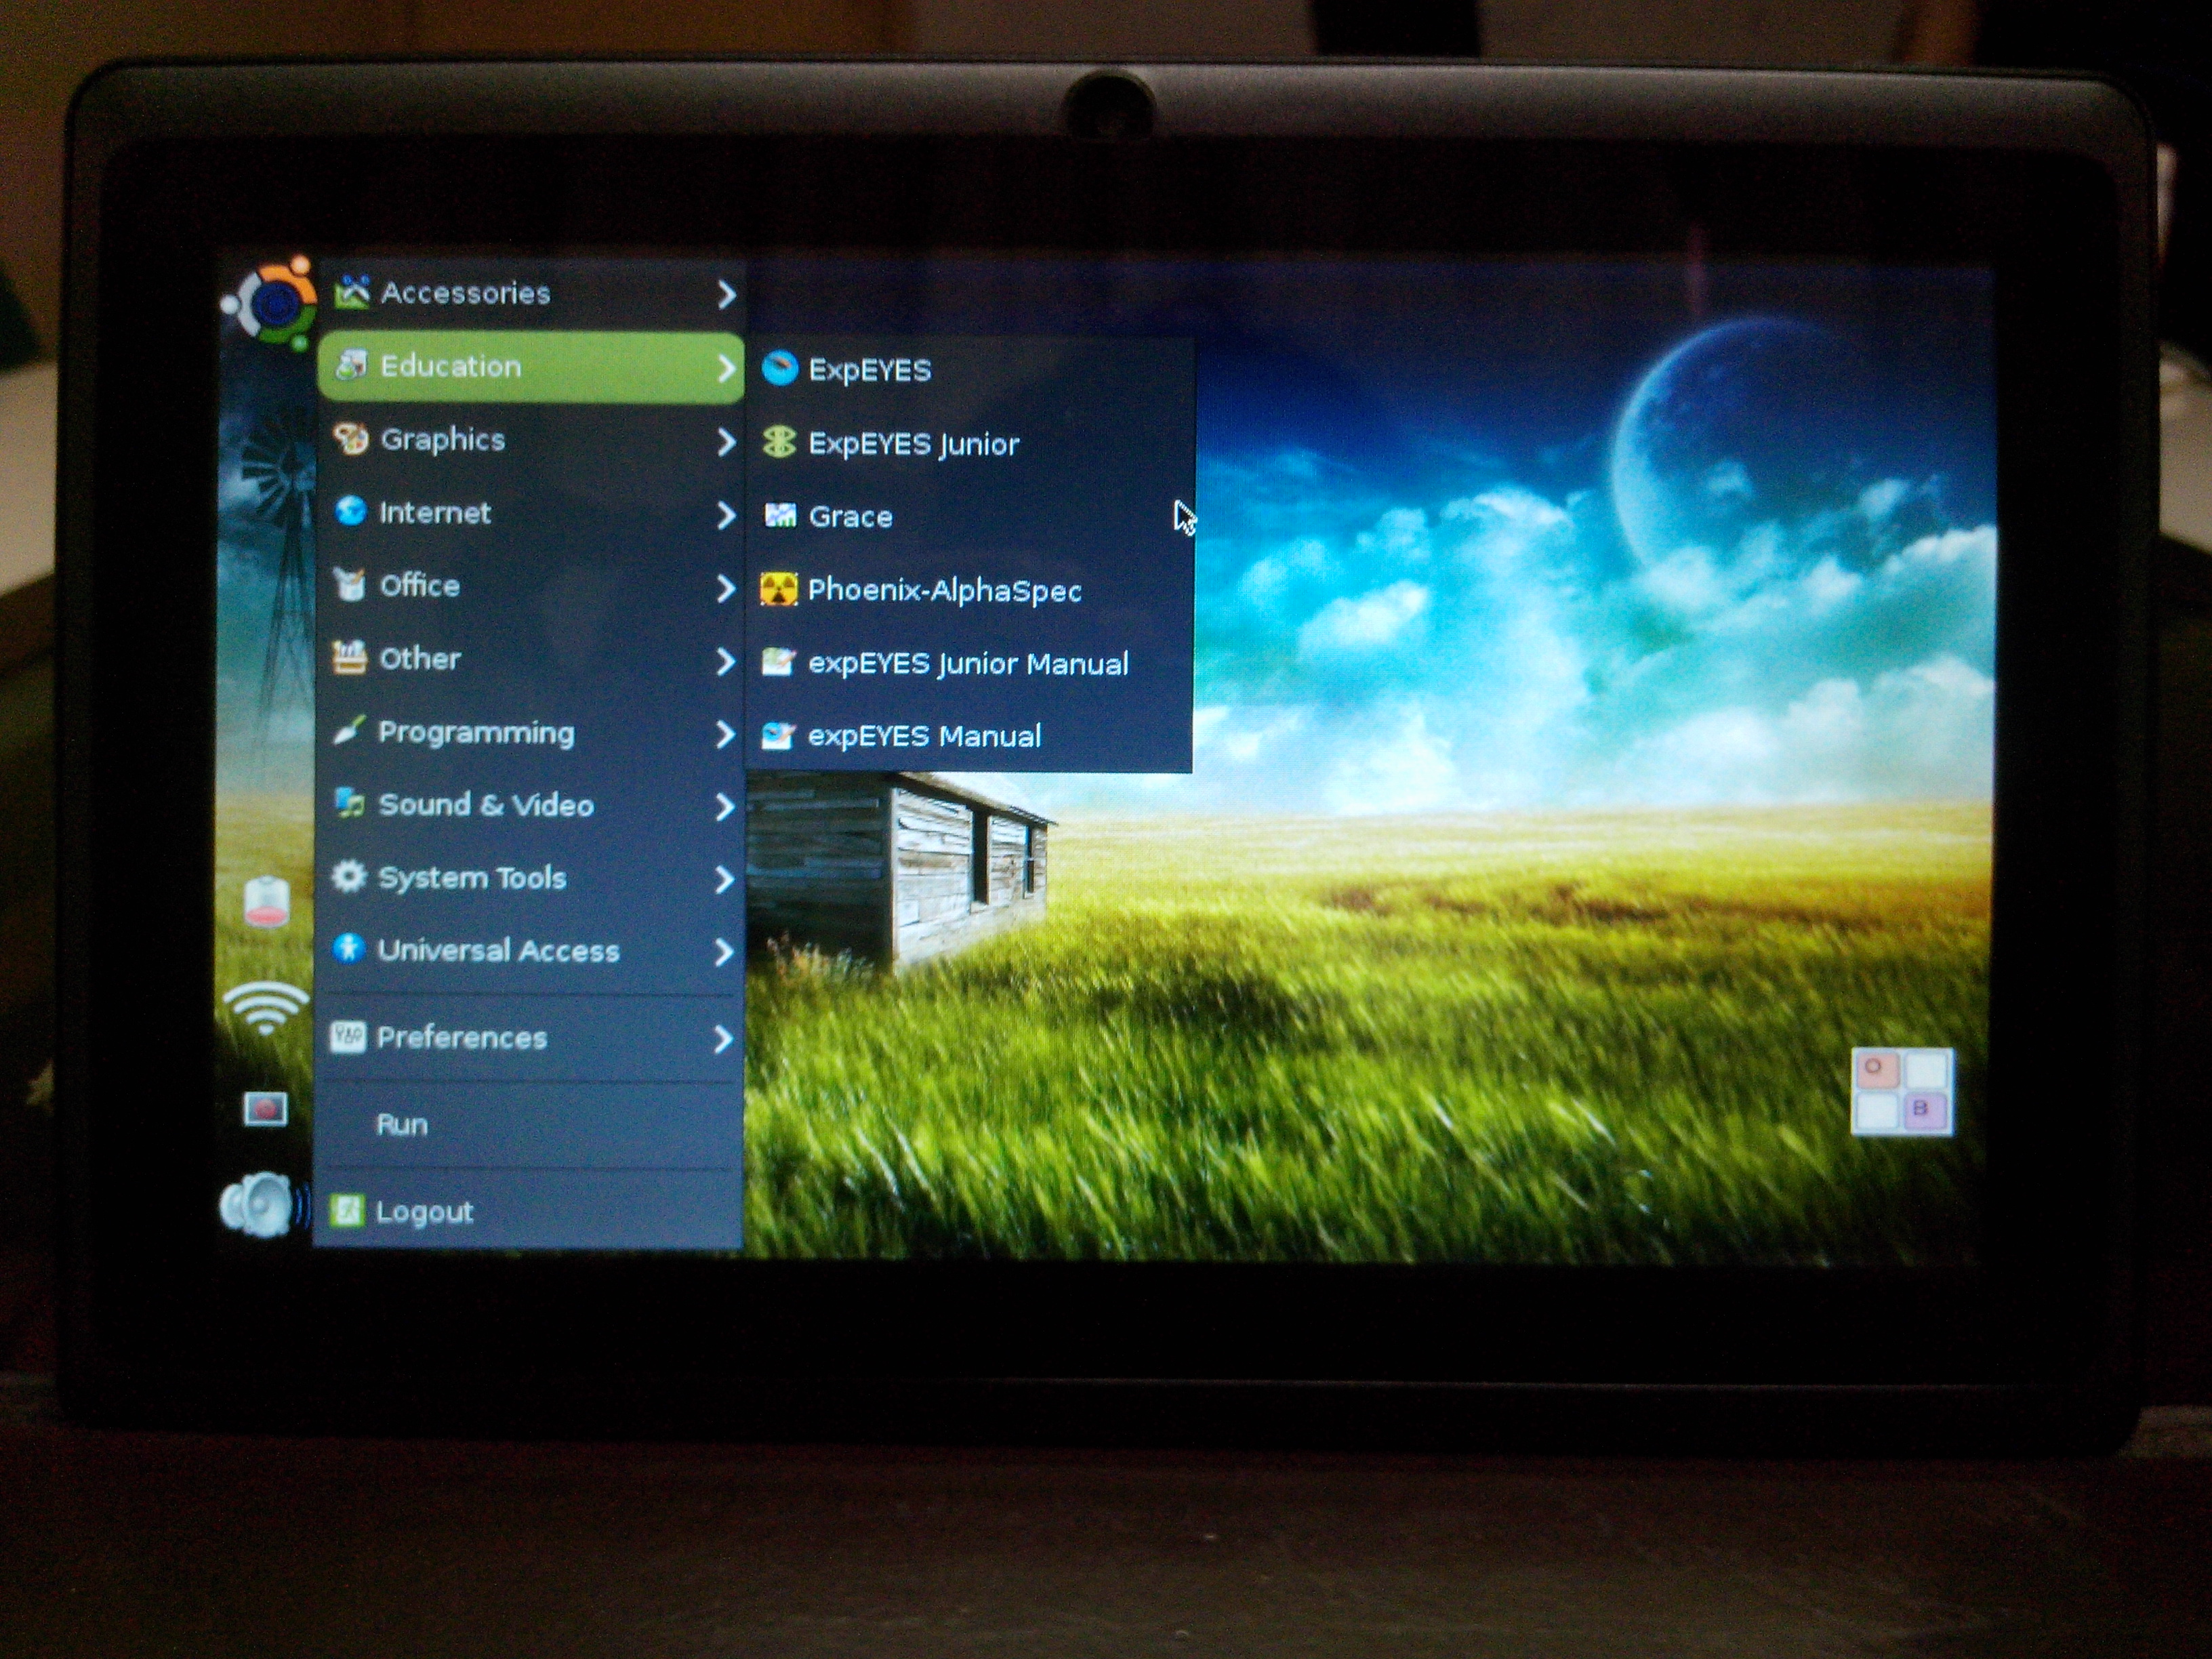 Accessories
Education
Graphics
Internet
Office
Other
Programming
Sound & Video
System Tools
Universal Access
Preferences
Run
Logout
ExpEYES
ExpEYES Junior
Grace
Phoenix-AlphaSpec
expEYES Junior Manual
expEYES Manual
O
B